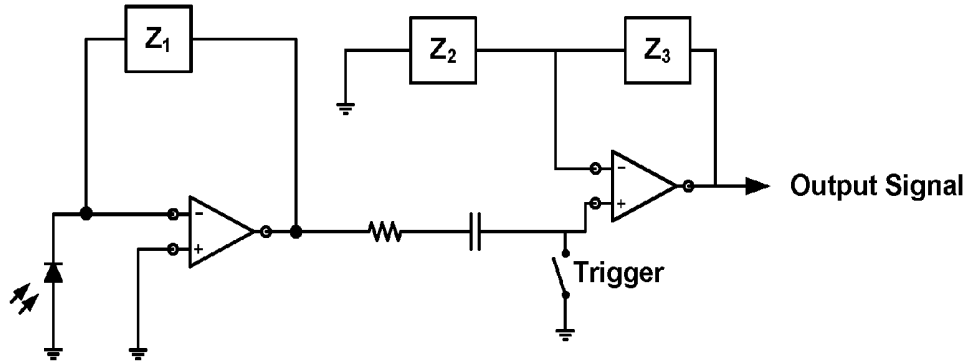 Z1
Z2
Z3
-
+
-
+
Output Signal
Trigger